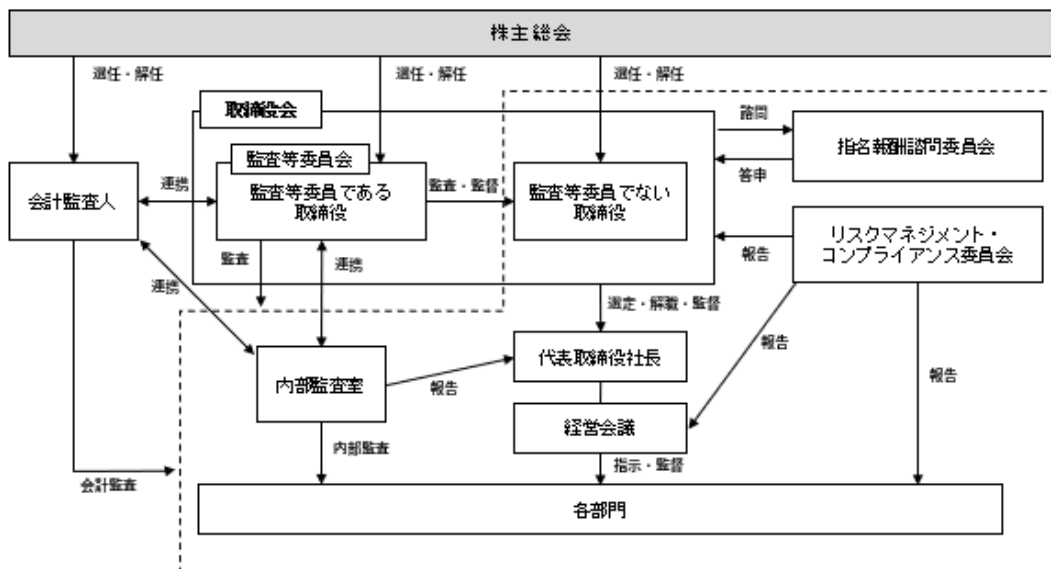 株主総会
選任・解任
選任・解任
選任・解任
取締役会
諮問
指名報酬諮問委員会
答申
監査等委員会
会計監査人
連携
監査等委員である
取締役
監査・監督
監査等委員でない
取締役
リスクマネジメント・
コンプライアンス委員会
報告
監査
連携
連携
選定・解職・監督
内部監査室
報告
代表取締役社長
報告
報告
経営会議
内部監査
指示・監督
会計監査
各部門